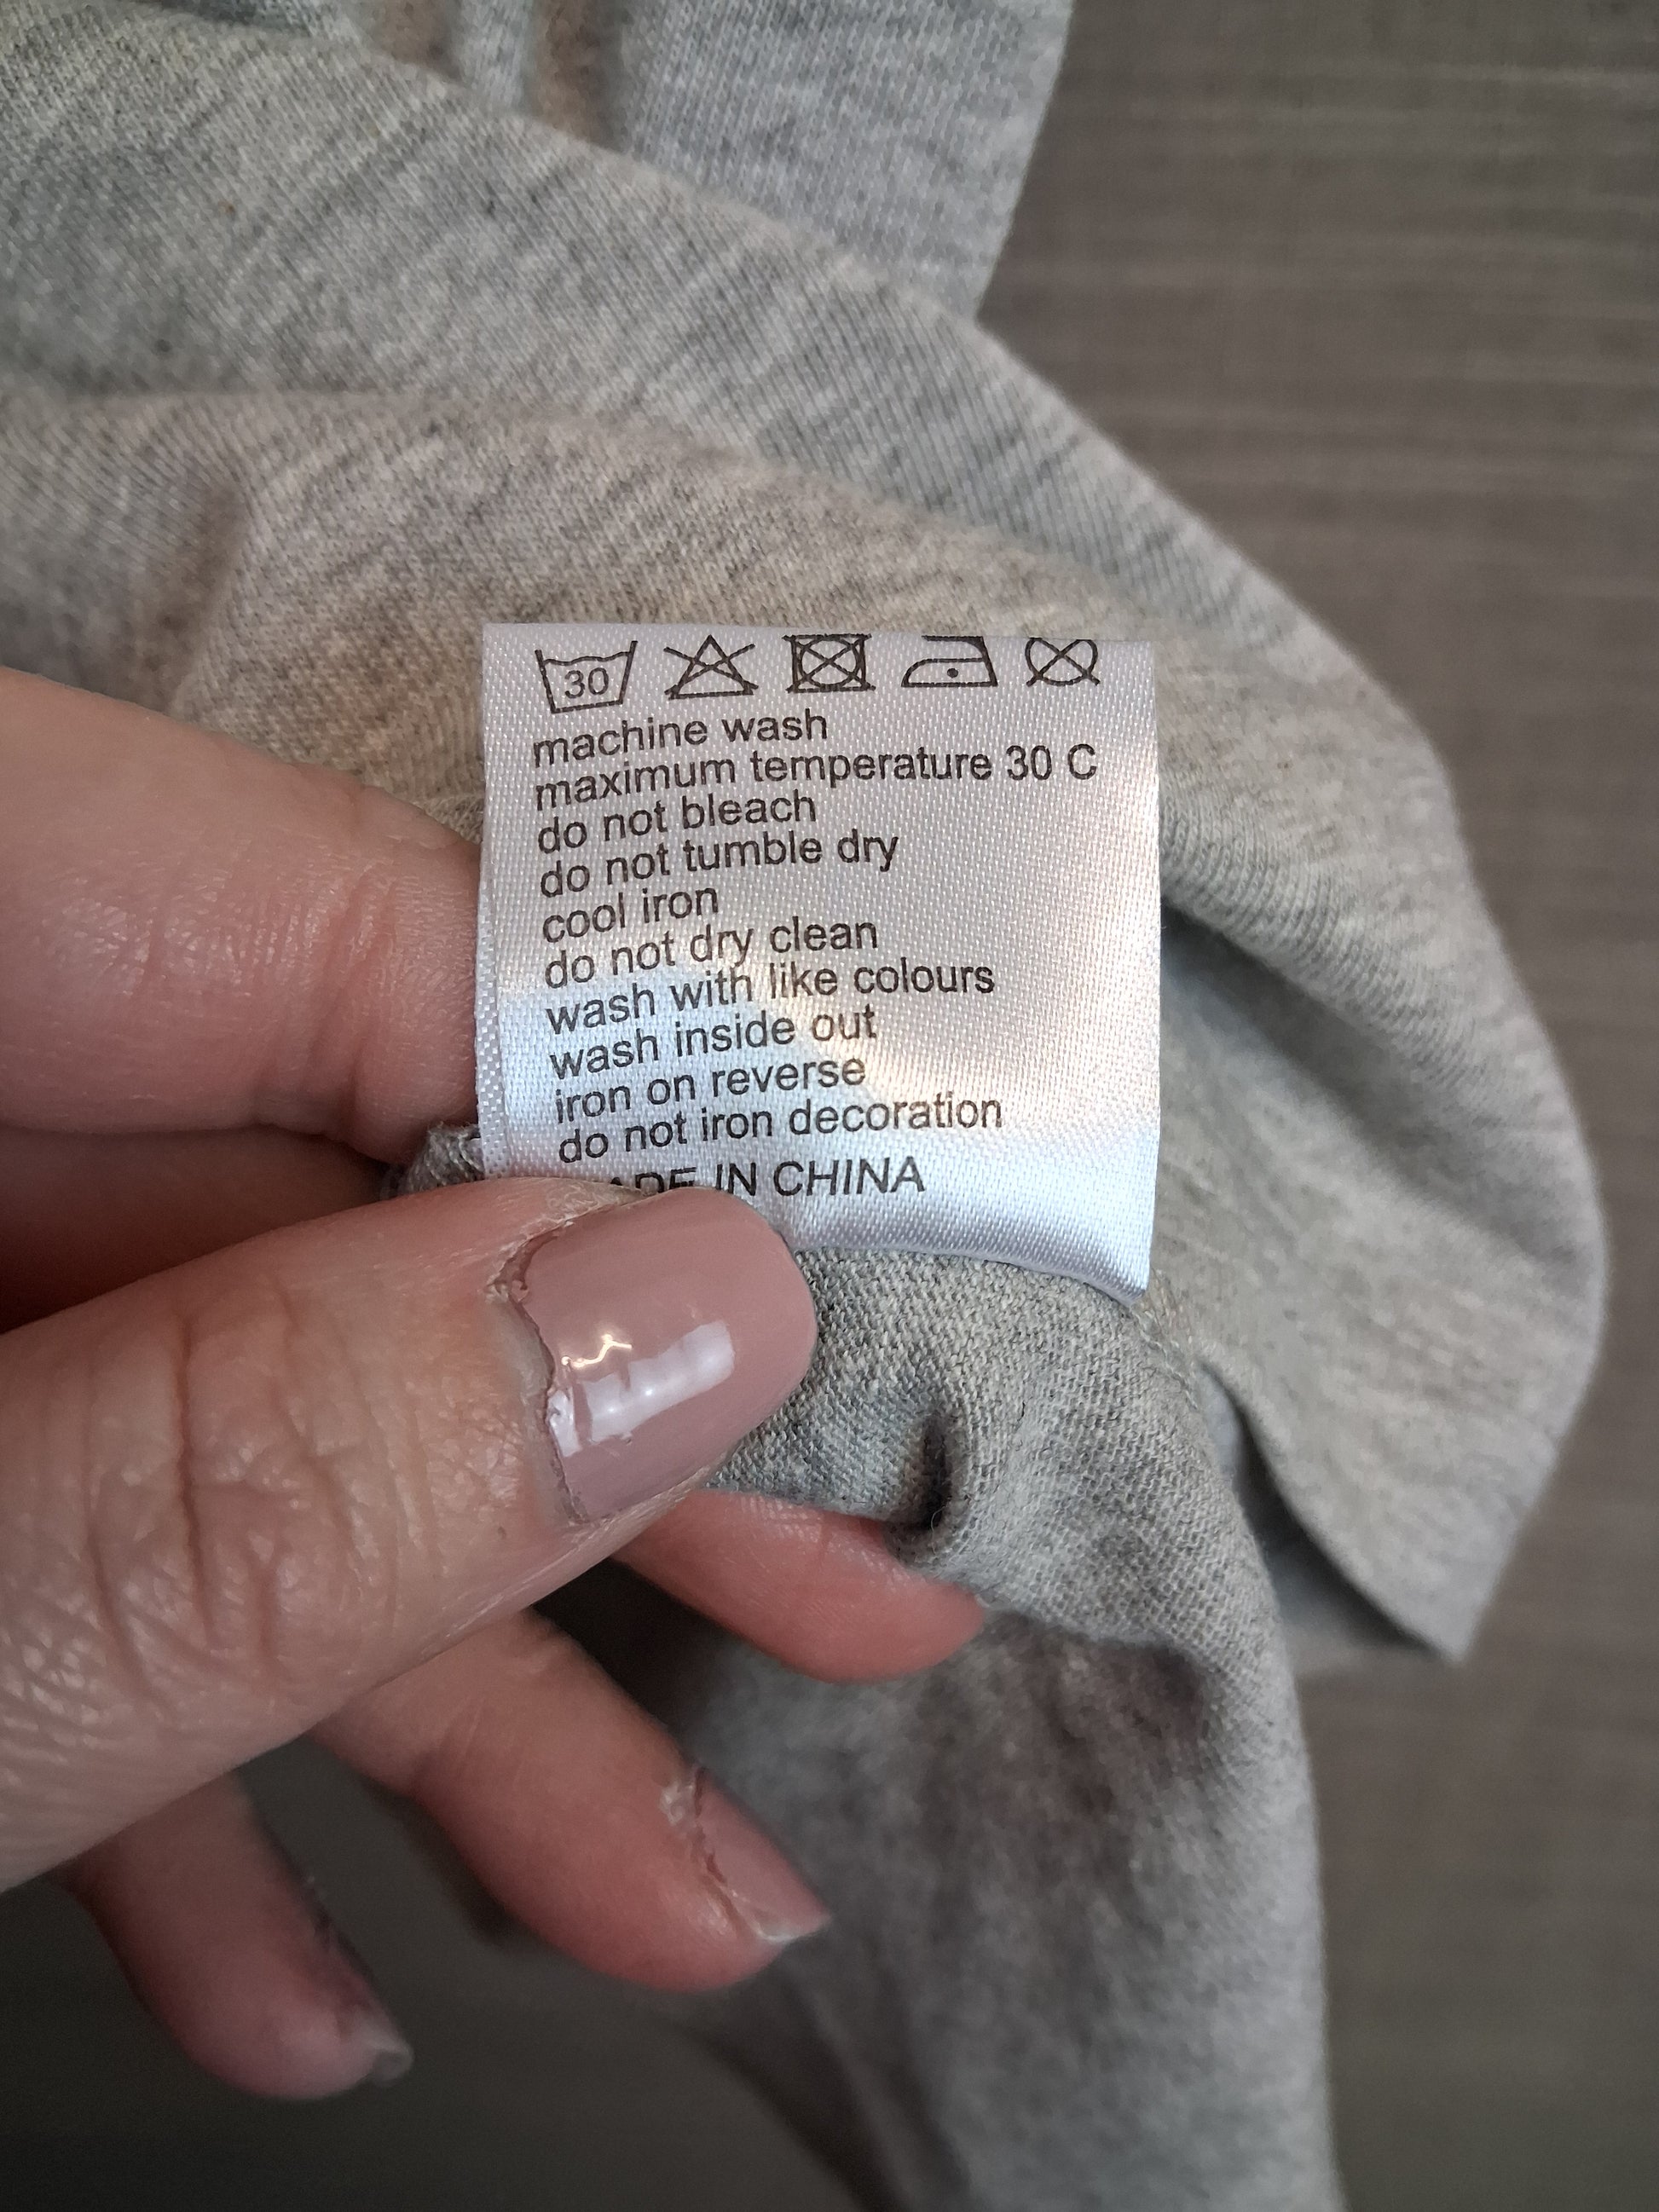 30
machine wash
maximum temperature 30 C
do not bleach
do not tumble dry
cool iron
do not dry clean
wash with like colours
wash inside out
iron on reverse
do not iron decoration
IN CHINA